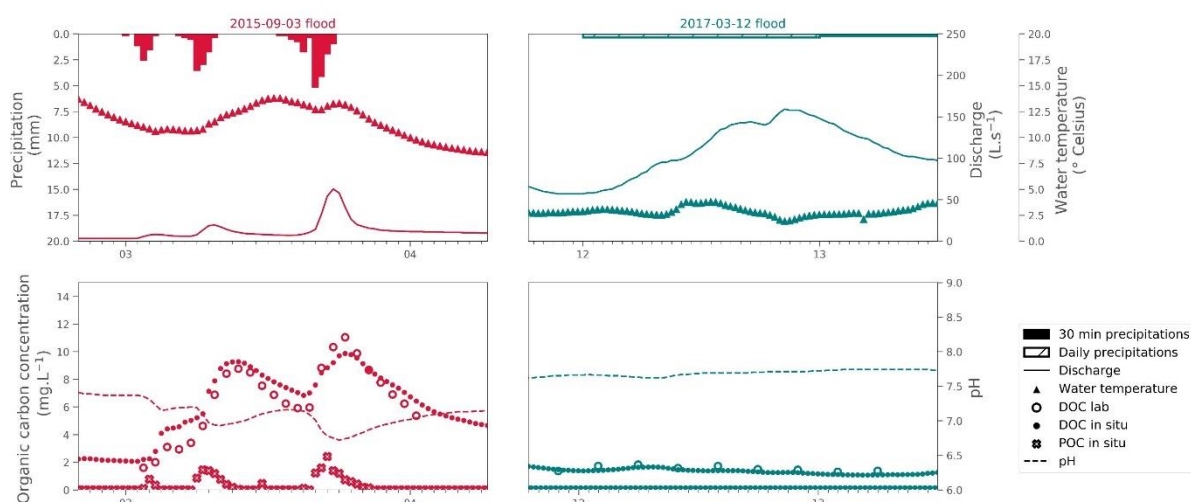 2015-09-03 flood
2017-03-12 flood
Precipitation
(mm)
0.0
2.5
5.0
7.5
10.0
12.5
15.0
17.5
20.0
03
04
12
13
250
200
150
100
50
0
Discharge
(L.s⁻¹)
20.0
17.5
15.0
12.5
10.0
7.5
5.0
2.5
0.0
Water temperature
(° Celsius)
Organic carbon concentration
(mg.L⁻¹)
14
12
10
8
6
4
2
0
03
04
12
13
9.0
8.5
8.0
7.5
7.0
6.5
6.0
pH
30 min precipitations
Daily precipitations
Discharge
Water temperature
DOC lab
DOC in situ
POC in situ
pH